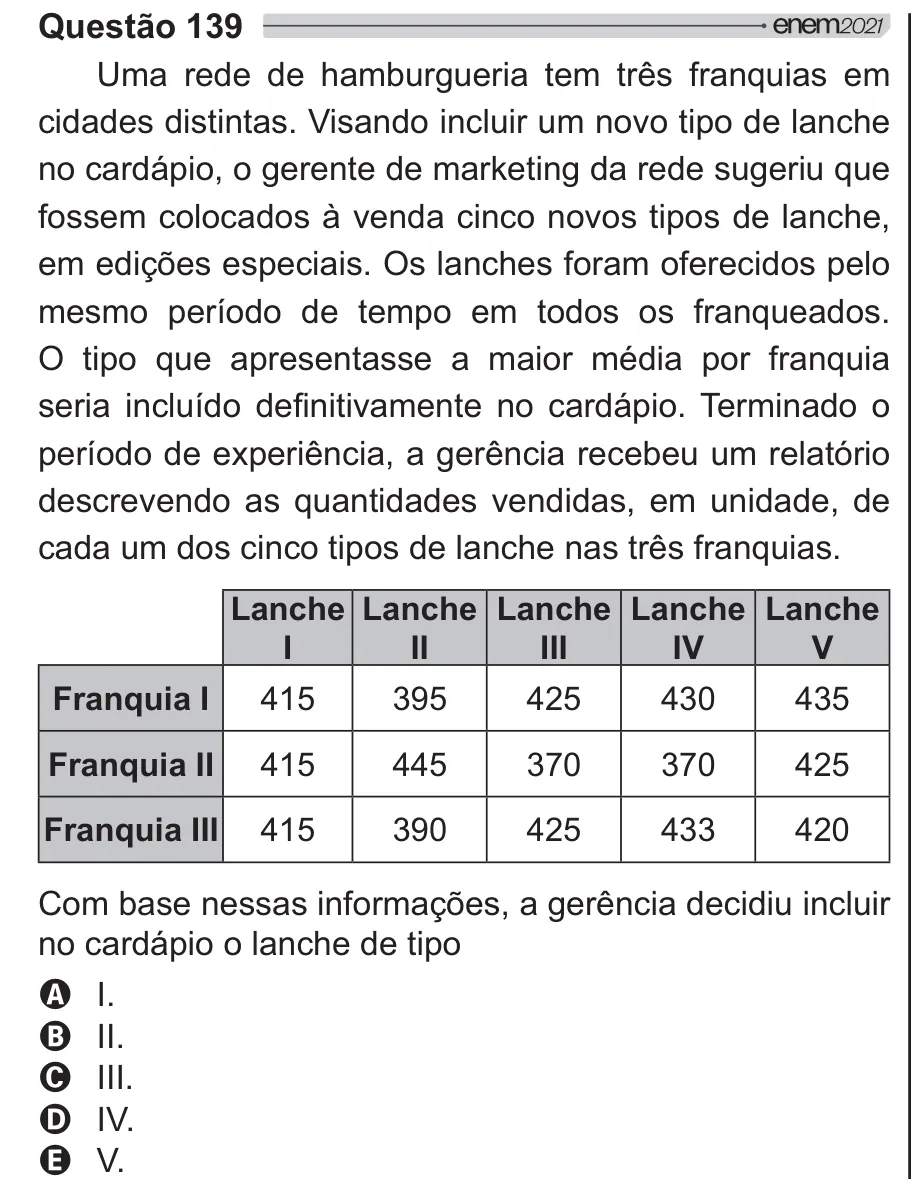 Questão 139 enem2021
Uma rede de hamburgueria tem três franquias em
cidades distintas. Visando incluir um novo tipo de lanche
no cardápio, o gerente de marketing da rede sugeriu que
fossem colocados à venda cinco novos tipos de lanche,
em edições especiais. Os lanches foram oferecidos pelo
mesmo período de tempo em todos os franqueados.
O tipo que apresentasse a maior média por franquia
seria incluído definitivamente no cardápio. Terminado o
período de experiência, a gerência recebeu um relatório
descrevendo as quantidades vendidas, em unidade, de
cada um dos cinco tipos de lanche nas três franquias.
Lanche Lanche Lanche Lanche Lanche
I II III IV V
Franquia I 415 395 425 430 435
Franquia II 415 445 370 370 425
Franquia III 415 390 425 433 420
Com base nessas informações, a gerência decidiu incluir
no cardápio o lanche de tipo
A I.
B II.
C III.
D IV.
E V.